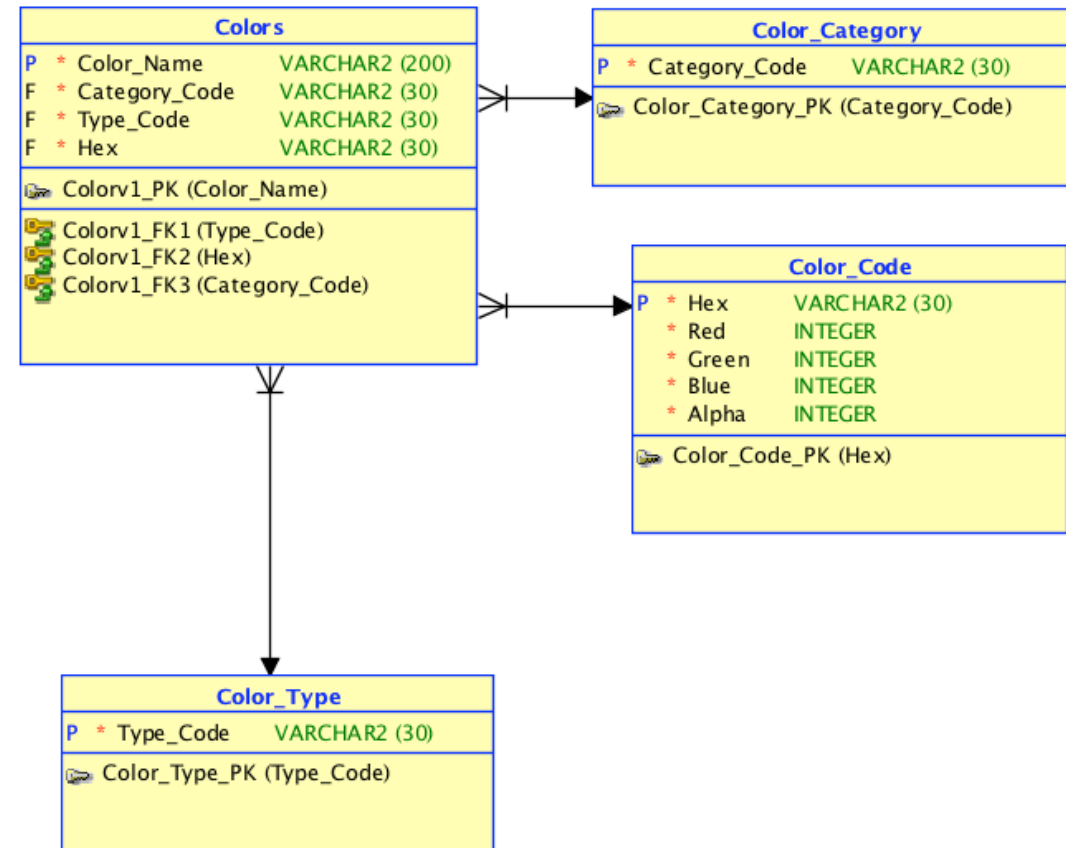 Colors
P * Color_Name VARCHAR2 (200)
F * Category_Code VARCHAR2 (30)
F * Type_Code VARCHAR2 (30)
F * Hex VARCHAR2 (30)
Colorv1_PK (Color_Name)
Colorv1_FK1 (Type_Code)
Colorv1_FK2 (Hex)
Colorv1_FK3 (Category_Code)
Color_Category
P * Category_Code VARCHAR2 (30)
Color_Category_PK (Category_Code)
Color_Code
P * Hex VARCHAR2 (30)
* Red INTEGER
* Green INTEGER
* Blue INTEGER
* Alpha INTEGER
Color_Code_PK (Hex)
Color_Type
P * Type_Code VARCHAR2 (30)
Color_Type_PK (Type_Code)